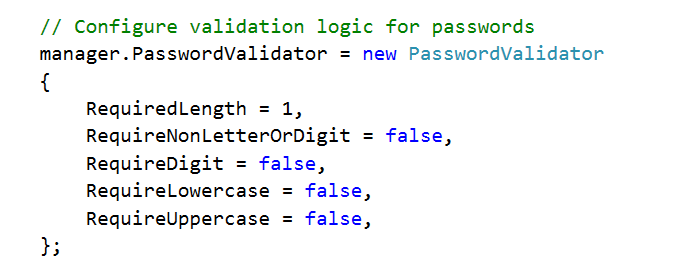 // Configure validation logic for passwords
manager.PasswordValidator = new PasswordValidator
{
    RequiredLength = 1,
    RequireNonLetterOrDigit = false,
    RequireDigit = false,
    RequireLowercase = false,
    RequireUppercase = false,
};